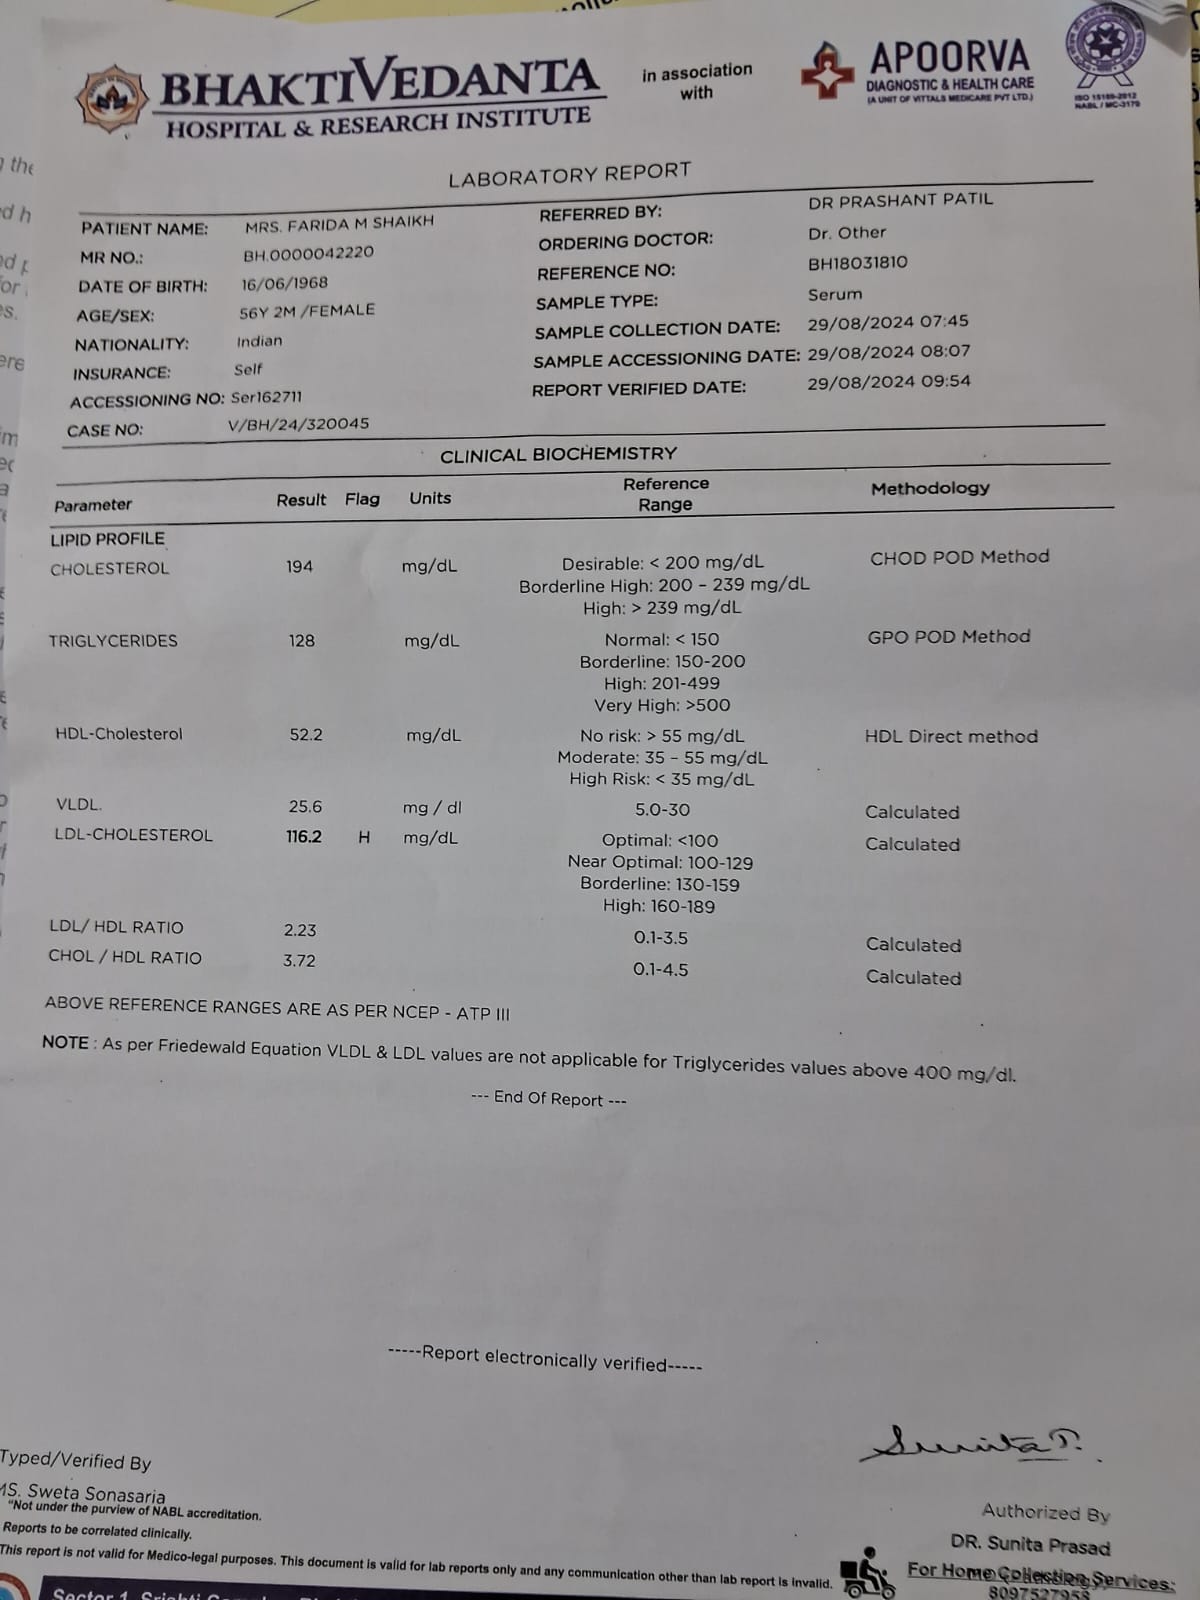 BHAKTIVEDANTA
HOSPITAL & RESEARCH INSTITUTE
in association
with
APOORVA
DIAGNOSTIC & HEALTH CARE
(A UNIT OF VITTALS MEDICARE PVT LTD.)
ISO 15189-2012
NABL / MC-3179
LABORATORY REPORT
PATIENT NAME: MRS. FARIDA M SHAIKH
MR NO.: BH.0000042220
DATE OF BIRTH: 16/06/1968
AGE/SEX: 56Y 2M /FEMALE
NATIONALITY: Indian
INSURANCE: Self
ACCESSIONING NO: Ser162711
CASE NO: V/BH/24/320045
REFERRED BY: DR PRASHANT PATIL
ORDERING DOCTOR: Dr. Other
REFERENCE NO: BH18031810
SAMPLE TYPE: Serum
SAMPLE COLLECTION DATE: 29/08/2024 07:45
SAMPLE ACCESSIONING DATE: 29/08/2024 08:07
REPORT VERIFIED DATE: 29/08/2024 09:54
CLINICAL BIOCHEMISTRY
Parameter Result Flag Units Reference Range Methodology
LIPID PROFILE
CHOLESTEROL 194 mg/dL Desirable: < 200 mg/dL CHOD POD Method
Borderline High: 200 – 239 mg/dL
High: > 239 mg/dL
TRIGLYCERIDES 128 mg/dL Normal: < 150 GPO POD Method
Borderline: 150-200
High: 201-499
Very High: >500
HDL-Cholesterol 52.2 mg/dL No risk: > 55 mg/dL HDL Direct method
Moderate: 35 – 55 mg/dL
High Risk: < 35 mg/dL
VLDL. 25.6 mg / dl 5.0-30 Calculated
LDL-CHOLESTEROL 116.2 H mg/dL Optimal: <100 Calculated
Near Optimal: 100-129
Borderline: 130-159
High: 160-189
LDL/ HDL RATIO 2.23 0.1-3.5 Calculated
CHOL / HDL RATIO 3.72 0.1-4.5 Calculated
ABOVE REFERENCE RANGES ARE AS PER NCEP - ATP III
NOTE : As per Friedewald Equation VLDL & LDL values are not applicable for Triglycerides values above 400 mg/dl.
--- End Of Report ---
-----Report electronically verified-----
Typed/Verified By
MS. Sweta Sonasaria
"Not under the purview of NABL accreditation.
Reports to be correlated clinically.
This report is not valid for Medico-legal purposes. This document is valid for lab reports only and any communication other than lab report is invalid.
Sunita P.
Authorized By
DR. Sunita Prasad
For Home Collection Services:
8097527958